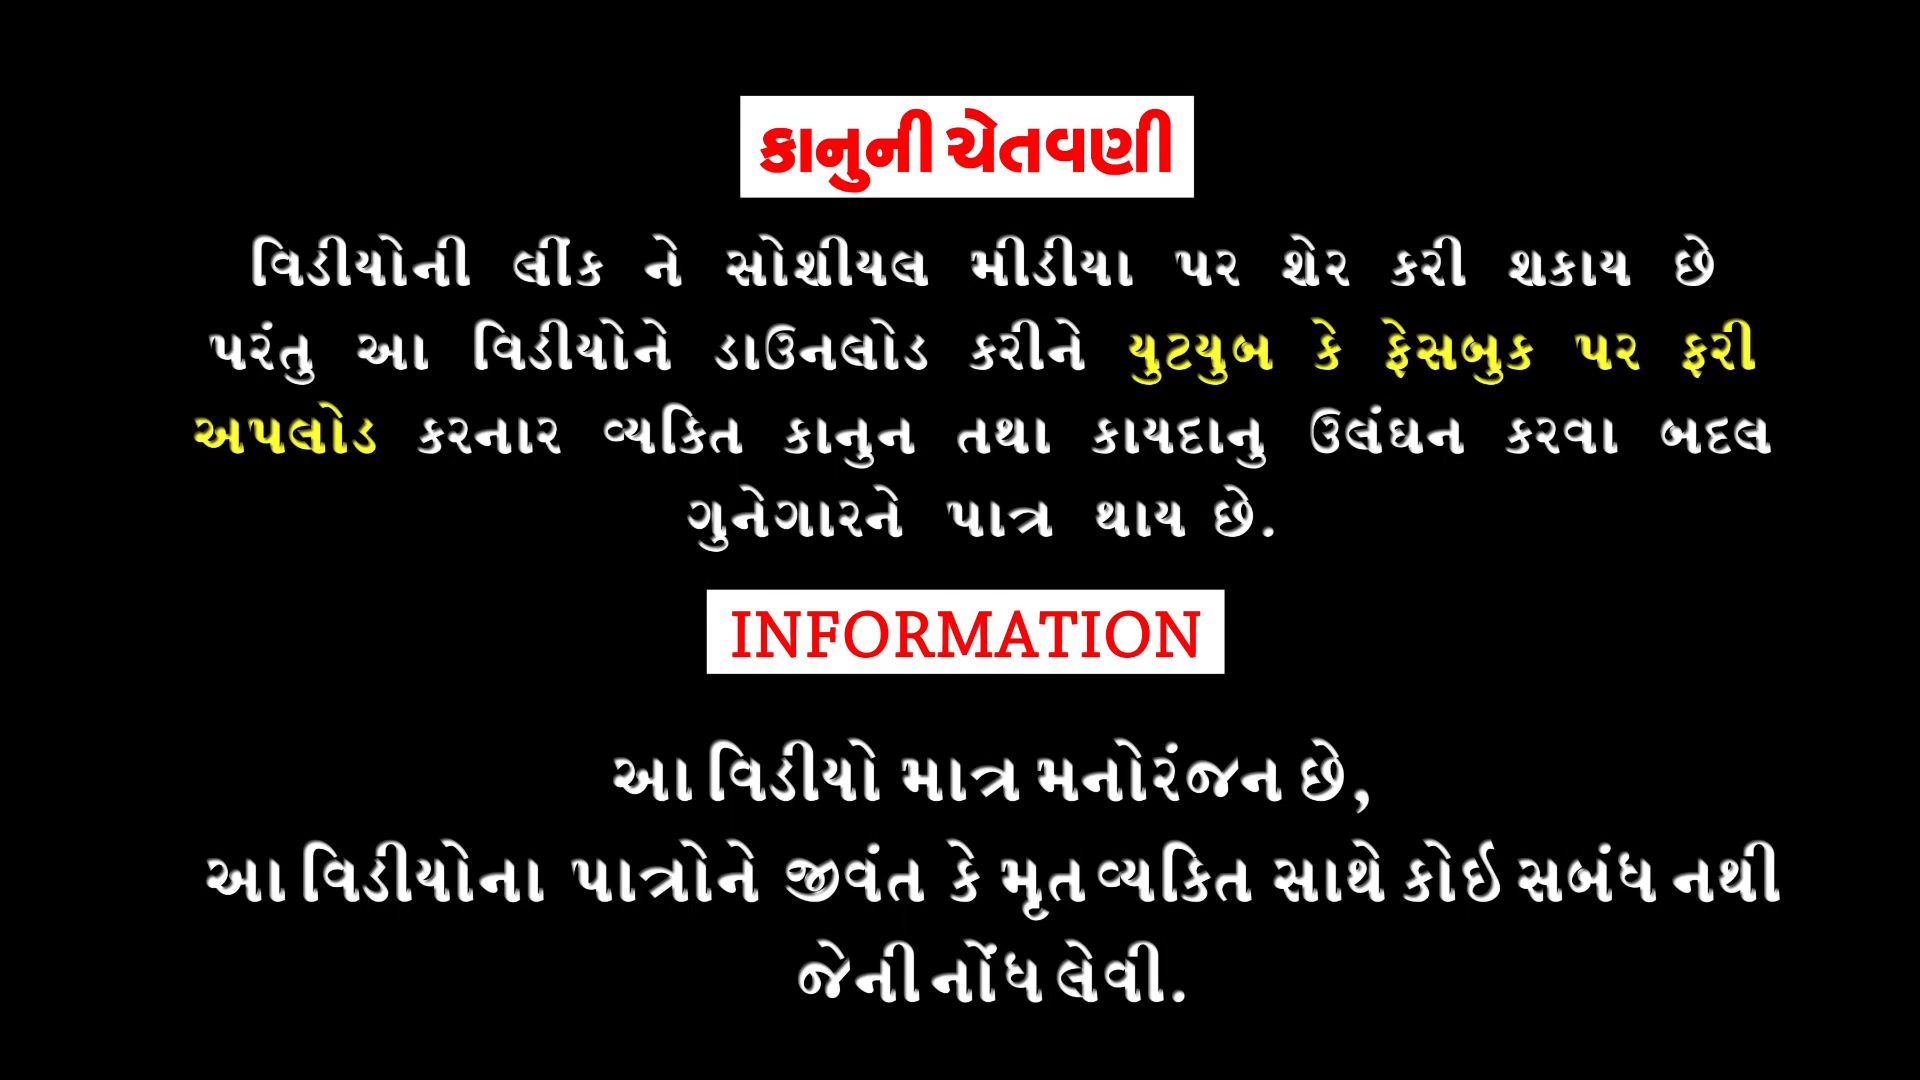 કાનુની ચેતવણી
વિડીયોની લીંક ને સોશીયલ મીડીયા પર શેર કરી શકાય છે
પરંતુ આ વિડીયોને ડાઉનલોડ કરીને યુટયુબ કે ફેસબુક પર ફરી
અપલોડ કરનાર વ્યકિત કાનુન તથા કાયદાનુ ઉલંઘન કરવા બદલ
ગુનેગારને પાત્ર થાય છે.
INFORMATION
આ વિડીયો માત્ર મનોરંજન છે,
આ વિડીયોના પાત્રોને જીવંત કે મૃત વ્યકિત સાથે કોઈ સબંધ નથી
જેની નોંધ લેવી.